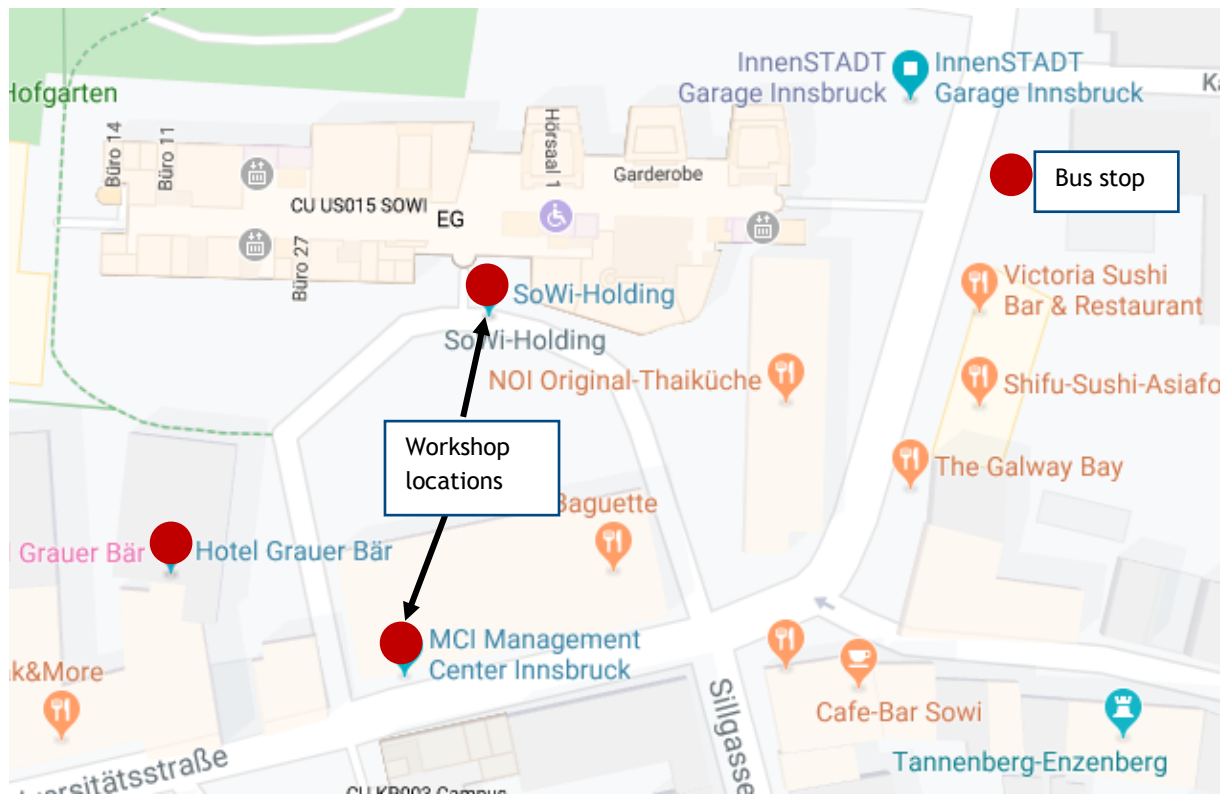 InnenSTADT
Garage Innsbruck
InnenSTADT
Garage Innsbruck
Hofgarten
Büro 14
Büro 11
Hörsaal 1
Garderobe
Bus stop
CU US015 SOWI
EG
Büro 27
SoWi-Holding
SoWi-Holding
Victoria Sushi
Bar & Restaurant
NOI Original-Thaiküche
Shifu-Sushi-Asiafo
Workshop
locations
The Galway Bay
Baguette
Grauer Bär
Hotel Grauer Bär
MCI Management
Center Innsbruck
ak&More
Sillgasse
Cafe-Bar Sowi
Tannenberg-Enzenberg
versitätsstraße